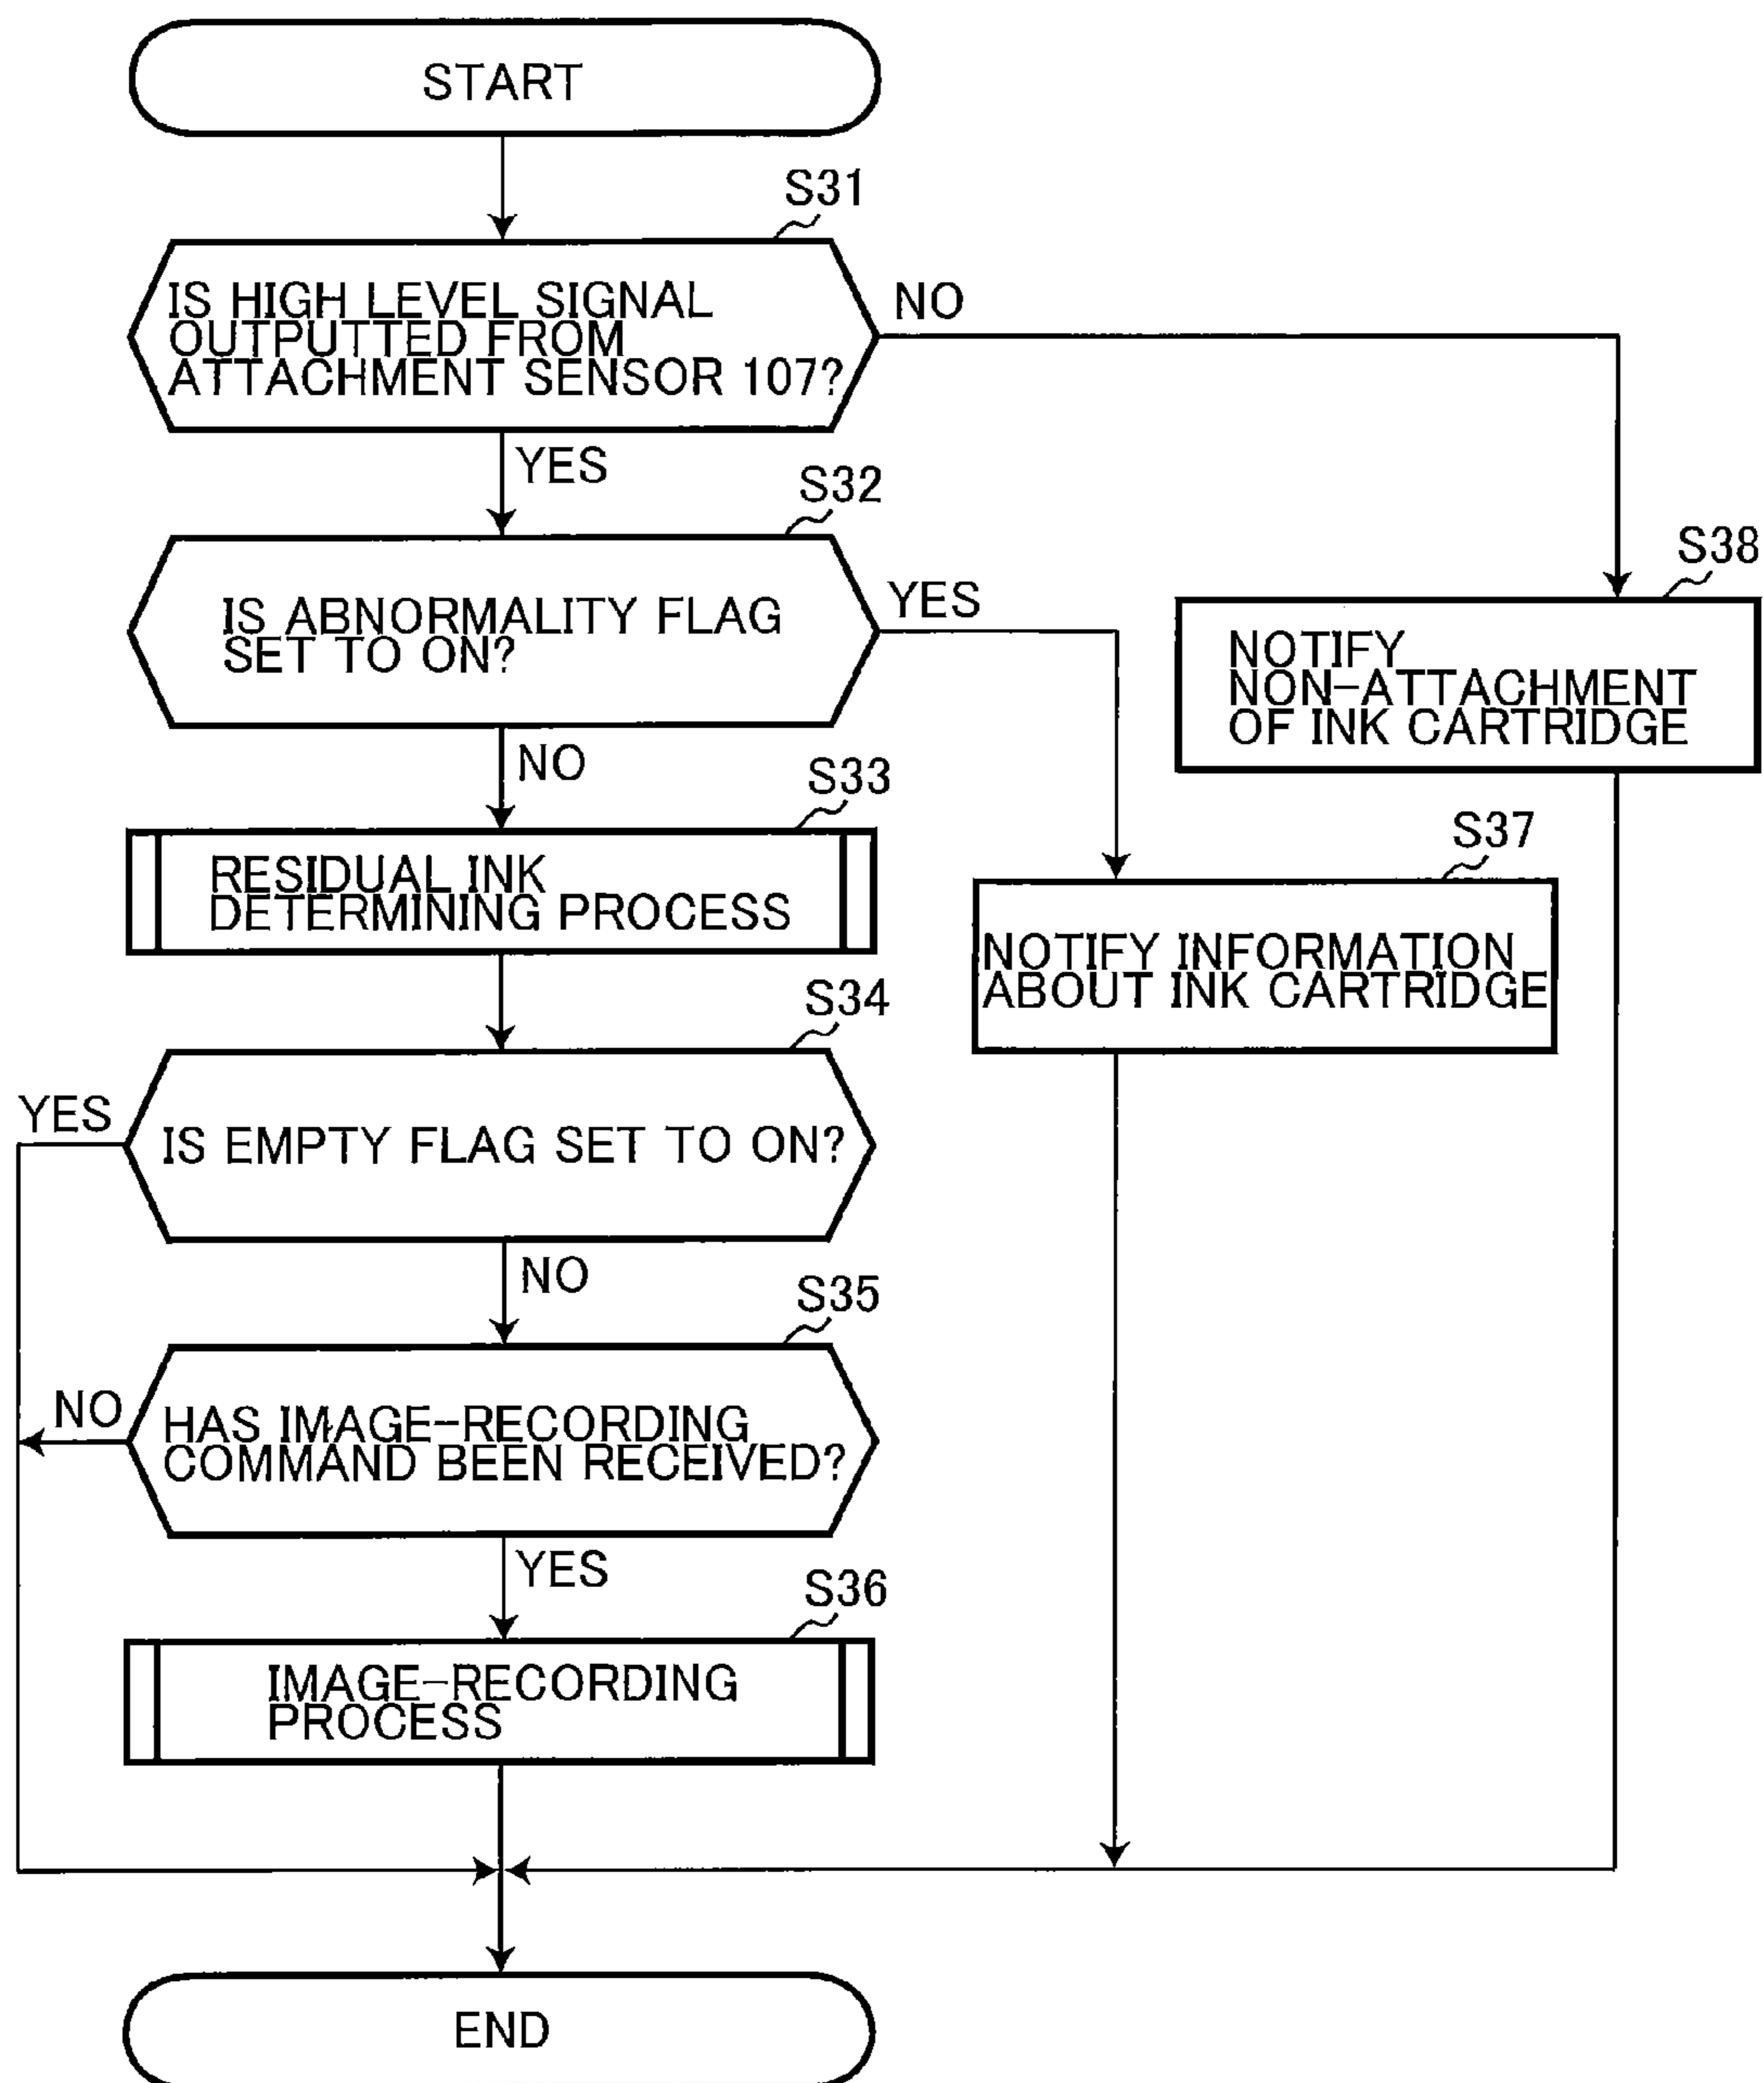 START
S31
IS HIGH LEVEL SIGNAL
OUTPUTTED FROM
ATTACHMENT SENSOR 107?
NO
YES
S32
IS ABNORMALITY FLAG
SET TO ON?
YES
S38
NOTIFY
NON-ATTACHMENT
OF INK CARTRIDGE
NO
S33
RESIDUAL INK
DETERMINING PROCESS
S37
NOTIFY INFORMATION
ABOUT INK CARTRIDGE
S34
YES
IS EMPTY FLAG SET TO ON?
NO
S35
NO
HAS IMAGE-RECORDING
COMMAND BEEN RECEIVED?
YES
S36
IMAGE-RECORDING
PROCESS
END